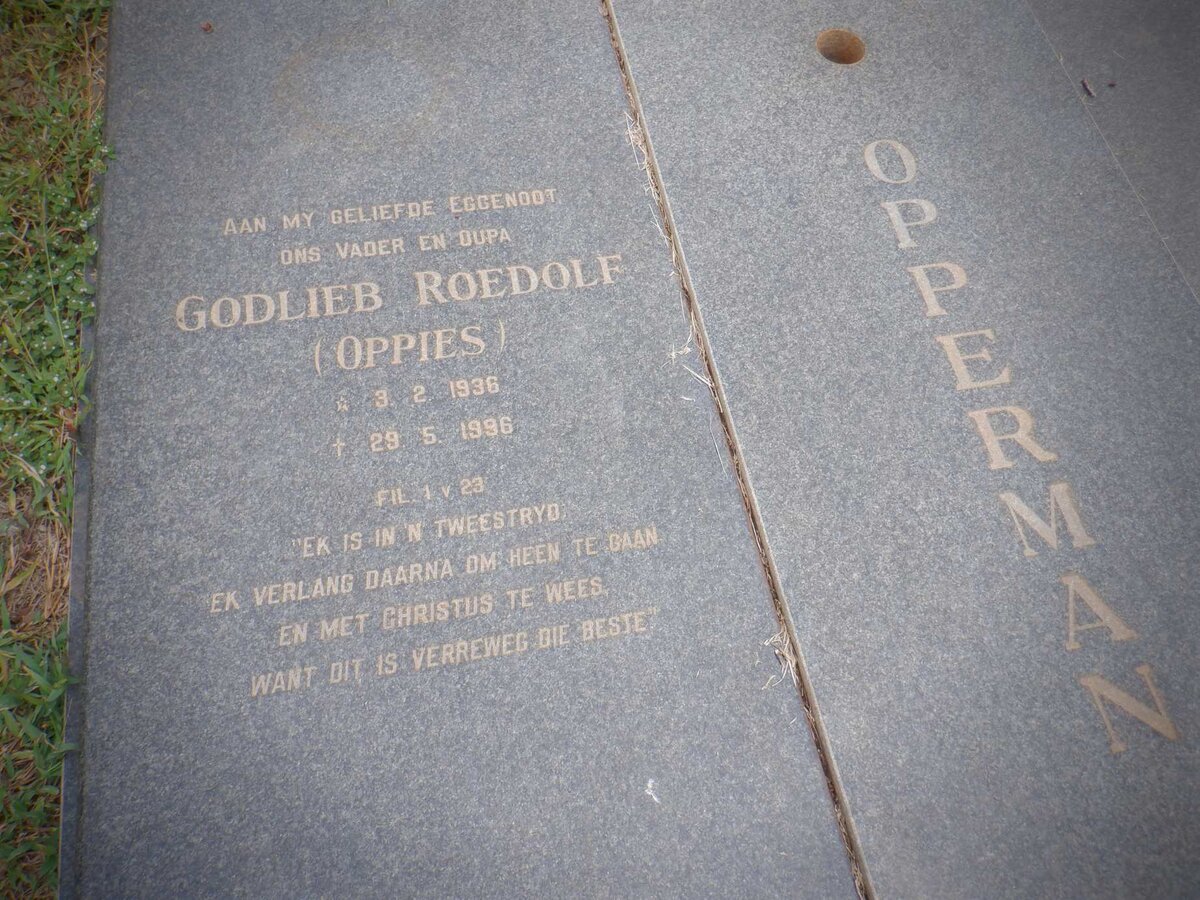 AAN MY GELIEFDE EGGENOOT,
ONS VADER EN OUPA
GODLIEB ROEDOLF
(OPPIES)
☆ 3. 2. 1936
† 29. 5. 1996
FIL. 1 v 23
"EK IS IN 'N TWEESTRYD:
EK VERLANG DAARNA OM HEEN TE GAAN
EN MET CHRISTUS TE WEES,
WANT DIT IS VERREWEG DIE BESTE"
OPPERMAN